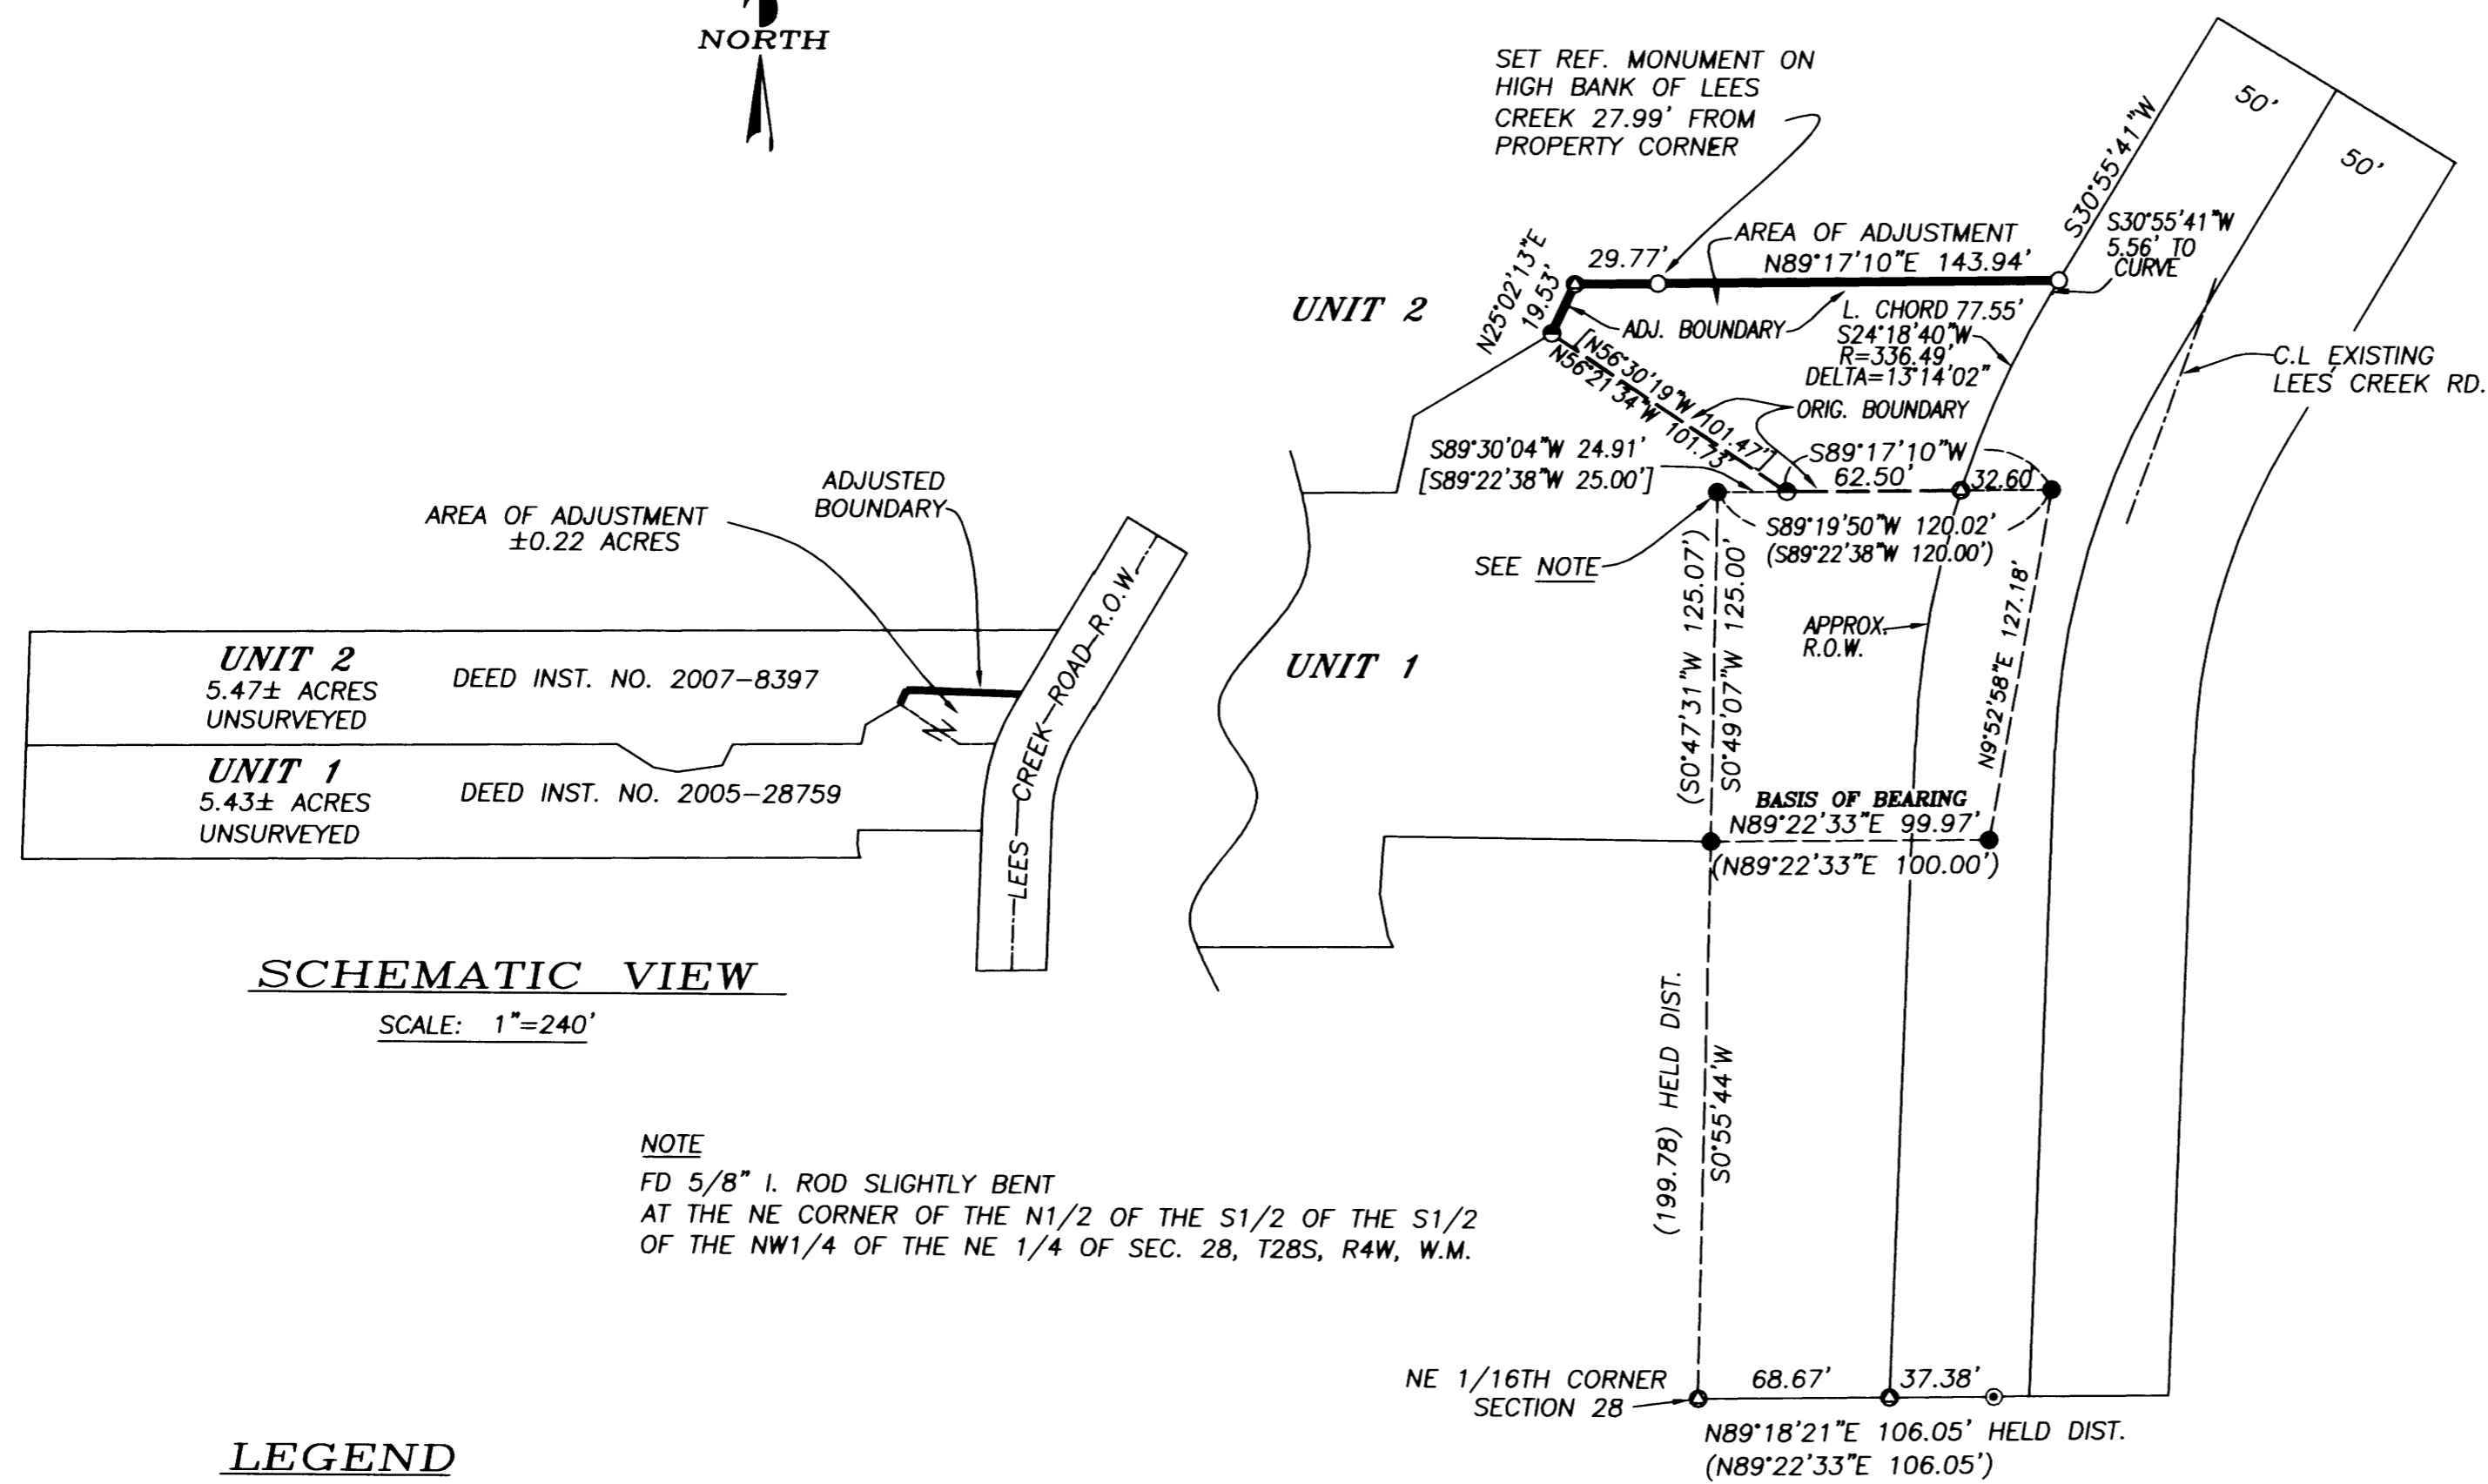 NORTH
SET REF. MONUMENT ON
HIGH BANK OF LEES
CREEK 27.99' FROM
PROPERTY CORNER
50'
50'
S30°55'41"W
S30°55'41"W
5.56' TO
CURVE
AREA OF ADJUSTMENT
29.77'
N89°17'10"E 143.94'
N25°02'13"E
19.53'
UNIT 2
ADJ. BOUNDARY
L. CHORD 77.55'
S24°18'40"W
R=336.49'
DELTA=13°14'02"
C.L EXISTING
LEES CREEK RD.
[N56°30'19"W 101.47']
N56°21'34"W 101.73'
ORIG. BOUNDARY
S89°30'04"W 24.91'
[S89°22'38"W 25.00']
S89°17'10"W
62.50'
32.60'
S89°19'50"W 120.02'
(S89°22'38"W 120.00')
SEE NOTE
(S0°47'31"W 125.07')
S0°49'07"W 125.00'
APPROX.
R.O.W.
N9°52'58"E 127.18'
UNIT 1
BASIS OF BEARING
N89°22'33"E 99.97'
(N89°22'33"E 100.00')
(199.78) HELD DIST.
S0°55'44'W
NE 1/16TH CORNER
SECTION 28
68.67'
37.38'
N89°18'21"E 106.05' HELD DIST.
(N89°22'33"E 106.05')
AREA OF ADJUSTMENT
±0.22 ACRES
ADJUSTED
BOUNDARY
UNIT 2
5.47± ACRES
UNSURVEYED
DEED INST. NO. 2007-8397
UNIT 1
5.43± ACRES
UNSURVEYED
DEED INST. NO. 2005-28759
LEES CREEK ROAD R.O.W.
SCHEMATIC VIEW
SCALE: 1"=240'
NOTE
FD 5/8" I. ROD SLIGHTLY BENT
AT THE NE CORNER OF THE N1/2 OF THE S1/2 OF THE S1/2
OF THE NW1/4 OF THE NE 1/4 OF SEC. 28, T28S, R4W, W.M.
LEGEND